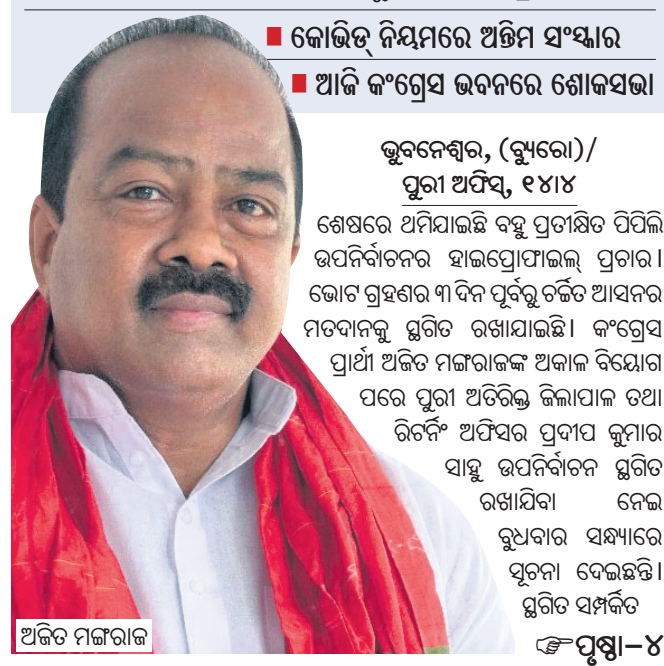 ■ କୋଭିଡ୍ ନିୟମରେ ଅନ୍ତିମ ସଂସ୍କାର
■ ଆଜି କଂଗ୍ରେସ ଭବନରେ ଶୋକସଭା
ଭୁବନେଶ୍ୱର, (ବ୍ୟୁରୋ)/
ପୁରୀ ଅଫିସ୍, ୧୪।୪
ଶେଷରେ ଥମିଯାଇଛି ବହୁ ପ୍ରତୀକ୍ଷିତ ପିପିଲି
ଉପନିର୍ବାଚନର ହାଇପ୍ରୋଫାଇଲ୍ ପ୍ରଚାର।
ଭୋଟ ଗ୍ରହଣର ୩ ଦିନ ପୂର୍ବରୁ ଚର୍ଚ୍ଚିତ ଆସନର
ମତଦାନକୁ ସ୍ଥଗିତ ରଖାଯାଇଛି। କଂଗ୍ରେସ
ପ୍ରାର୍ଥୀ ଅଜିତ ମଙ୍ଗରାଜଙ୍କ ଅକାଳ ବିୟୋଗ
ପରେ ପୁରୀ ଅତିରିକ୍ତ ଜିଲାପାଳ ତଥା
ରିଟର୍ନିଂ ଅଫିସର ପ୍ରଦୀପ କୁମାର
ସାହୁ ଉପନିର୍ବାଚନ ସ୍ଥଗିତ
ରଖାଯିବା ନେଇ
ବୁଧବାର ସନ୍ଧ୍ୟାରେ
ସୂଚନା ଦେଇଛନ୍ତି।
ସ୍ଥଗିତ ସମ୍ପର୍କିତ
☞ପୃଷ୍ଠା–୪
ଅଜିତ ମଙ୍ଗରାଜ